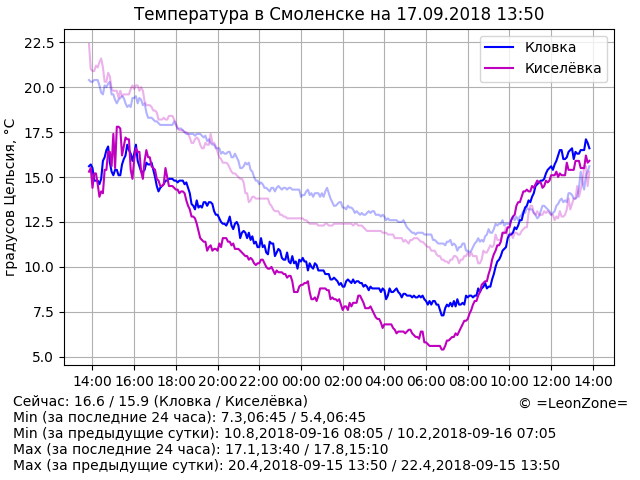 Температура в Смоленске на 17.09.2018 13:50
градусов Цельсия, °C
22.5
20.0
17.5
15.0
12.5
10.0
7.5
5.0
Кловка
Киселёвка
14:00 16:00 18:00 20:00 22:00 00:00 02:00 04:00 06:00 08:00 10:00 12:00 14:00
Сейчас: 16.6 / 15.9 (Кловка / Киселёвка)
© =LeonZone=
Min (за последние 24 часа): 7.3,06:45 / 5.4,06:45
Min (за предыдущие сутки): 10.8,2018-09-16 08:05 / 10.2,2018-09-16 07:05
Max (за последние 24 часа): 17.1,13:40 / 17.8,15:10
Max (за предыдущие сутки): 20.4,2018-09-15 13:50 / 22.4,2018-09-15 13:50